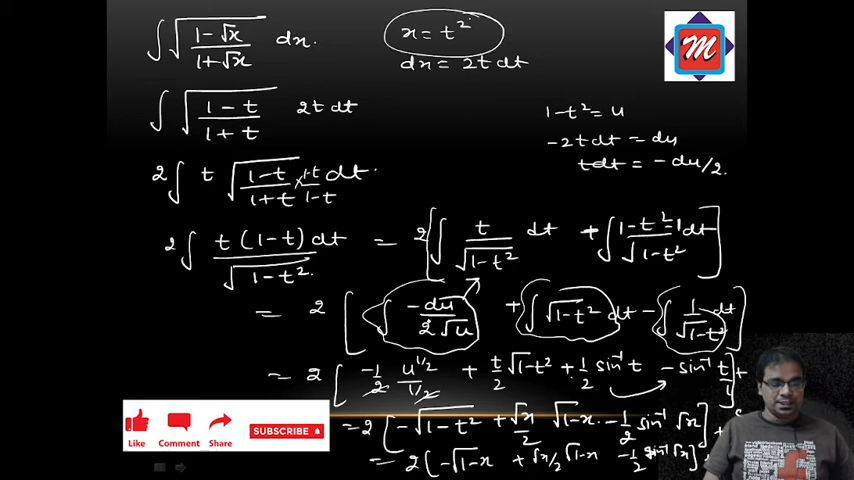 ∫ √((1-√x)/(1+√x)) dx.
x = t²
dx = 2t dt
∫ √((1-t)/(1+t)) 2t dt
1-t² = u
-2t dt = du
t dt = -du/2.
2∫ t √((1-t)/(1+t) × (1-t)/(1-t)) dt
2∫ t(1-t)dt/√(1-t²) = 2[∫ t/√(1-t²) dt + ∫ (1-t²-1)dt/√(1-t²)]
= 2[∫ -du/(2√u) + ∫ √(1-t²) dt - ∫ 1/√(1-t²) dt]
= 2[-1/2 u^(1/2)/(1/2) + t/2 √(1-t²) + 1/2 sin⁻¹ t - sin⁻¹ t/1] +
= 2[-√(1-t²) + √x/2 √(1-x) - 1/2 sin⁻¹ √x] +
= 2(-√(1-x) + √x/2 √(1-x) - 1/2 sin⁻¹ √x]
M
Like
Comment
Share
SUBSCRIBE